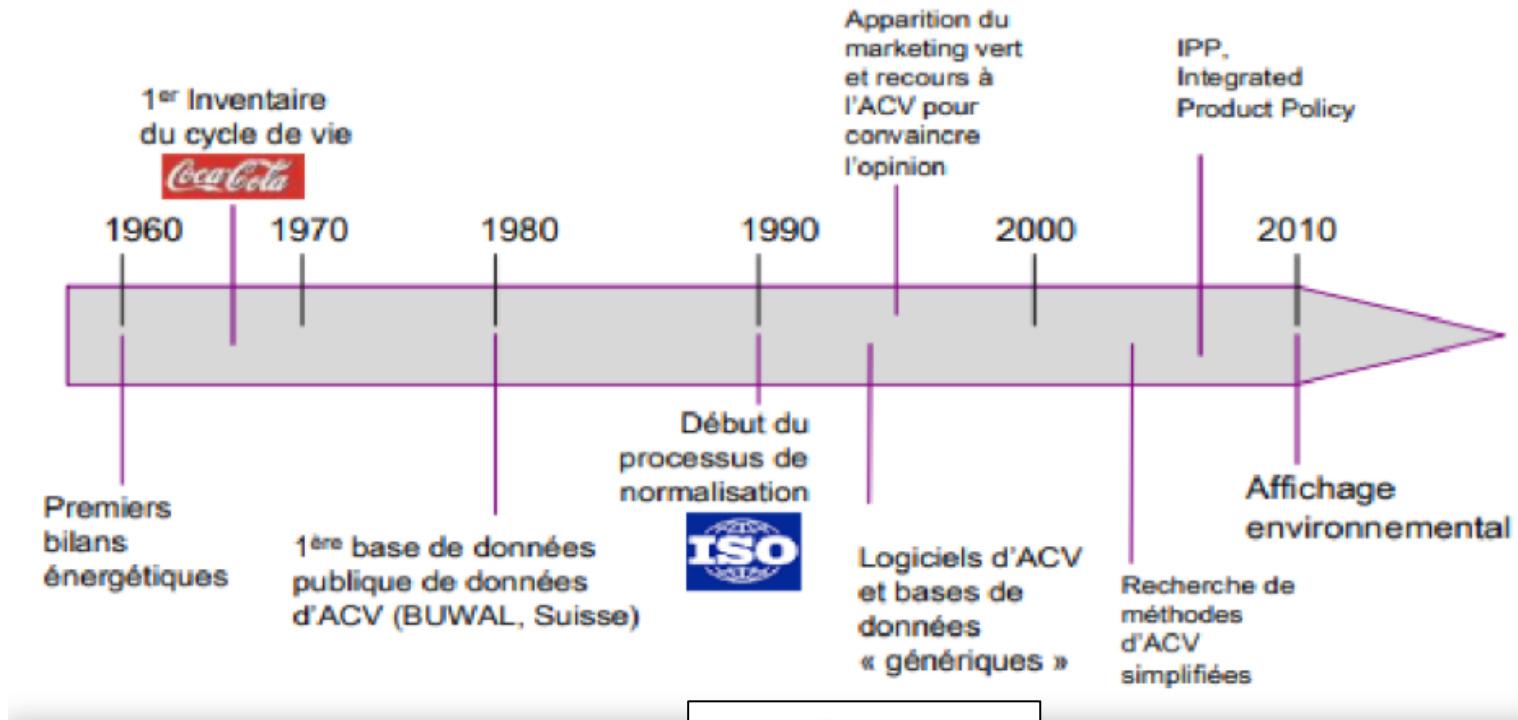 Apparition du
marketing vert
et recours à
l'ACV pour
convaincre
l'opinion
IPP,
Integrated
Product Policy
1er Inventaire
du cycle de vie
Coca-Cola
1960
1970
1980
1990
2000
2010
Premiers
bilans
énergétiques
1ère base de données
publique de données
d'ACV (BUWAL, Suisse)
Début du
processus de
normalisation
ISO
Logiciels d'ACV
et bases de
données
« génériques »
Recherche de
méthodes
d'ACV
simplifiées
Affichage
environnemental